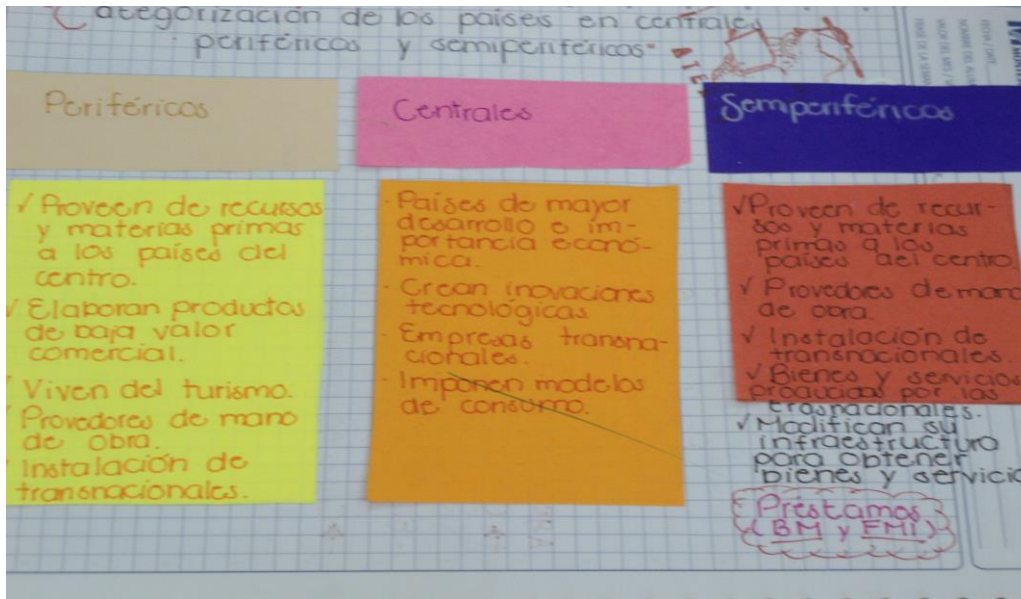 Categorización de los países en centrales
periféricos y semiperiféricos
Periféricos
✓ Proveen de recursos
y materias primas
a los países del
centro.
✓ Elaboran productos
de baja valor
comercial.
Viven del turismo.
Provedores de mano
de obra.
Instalación de
transnacionales.
Centrales
· Países de mayor
desarrollo e im-
portancia econó-
mica.
· Crean inovaciones
tecnológicas
· Empresas transna-
cionales.
· Imponen modelos
de consumo.
Semperiféricos
✓ Proveen de recur-
sos y materias
primas a los
países del centro.
✓ Provedores de mano
de obra.
✓ Instalación de
transnacionales.
✓ Bienes y servicios
producidos por las
trasnacionales.
✓ Modifican su
infraestructura
para obtener
bienes y servicio
Préstamos
(BM y FMI)